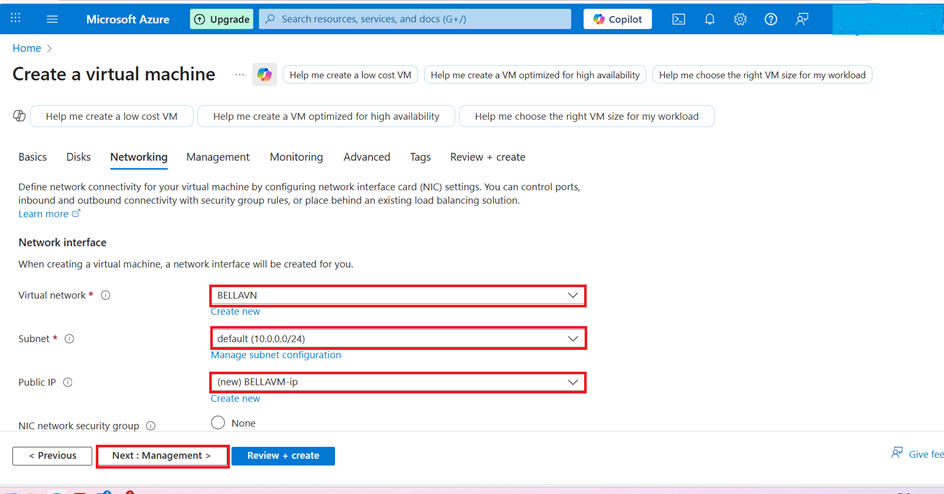 Microsoft Azure
Upgrade
Search resources, services, and docs (G+/)
Copilot
Home >
Create a virtual machine
...
Help me create a low cost VM
Help me create a VM optimized for high availability
Help me choose the right VM size for my workload
Help me create a low cost VM
Help me create a VM optimized for high availability
Help me choose the right VM size for my workload
Basics Disks Networking Management Monitoring Advanced Tags Review + create
Define network connectivity for your virtual machine by configuring network interface card (NIC) settings. You can control ports,
inbound and outbound connectivity with security group rules, or place behind an existing load balancing solution.
Learn more
Network interface
When creating a virtual machine, a network interface will be created for you.
Virtual network *
BELLAVN
Create new
Subnet *
default (10.0.0.0/24)
Manage subnet configuration
Public IP
(new) BELLAVM-ip
Create new
NIC network security group
None
< Previous
Next : Management >
Review + create
Give fee